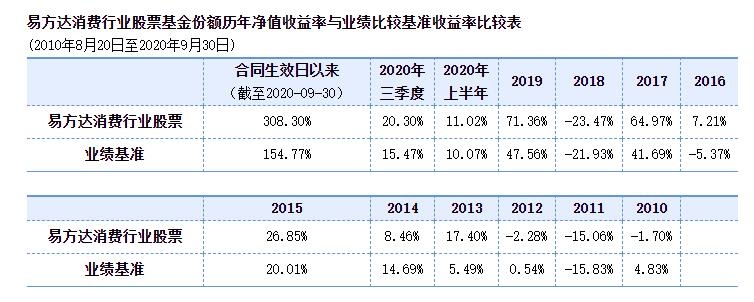 易方达消费行业股票基金份额历年净值收益率与业绩比较基准收益率比较表
(2010年8月20日至2020年9月30日)
合同生效日以来 (截至2020-09-30) 2020年三季度 2020年上半年 2019 2018 2017 2016
易方达消费行业股票 308.30% 20.30% 11.02% 71.36% -23.47% 64.97% 7.21%
业绩基准 154.77% 15.47% 10.07% 47.56% -21.93% 41.69% -5.37%
2015 2014 2013 2012 2011 2010
易方达消费行业股票 26.85% 8.46% 17.40% -2.28% -15.06% -1.70%
业绩基准 20.01% 14.69% 5.49% 0.54% -15.83% 4.83%